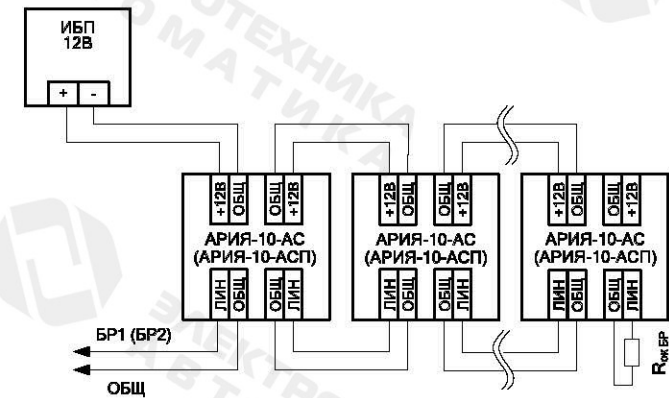 ИБП
12В
+ -
+12В ОБЩ ОБЩ +12В
АРИЯ-10-АС
(АРИЯ-10-АСП)
ЛИН ОБЩ ОБЩ ЛИН
+12В ОБЩ ОБЩ +12В
АРИЯ-10-АС
(АРИЯ-10-АСП)
ЛИН ОБЩ ОБЩ ЛИН
+12В ОБЩ ОБЩ +12В
АРИЯ-10-АС
(АРИЯ-10-АСП)
ЛИН ОБЩ ОБЩ ЛИН
БР1 (БР2)
ОБЩ
Rок БР
ЭЛЕКТРОТЕХНИКА
АВТОМАТИКА